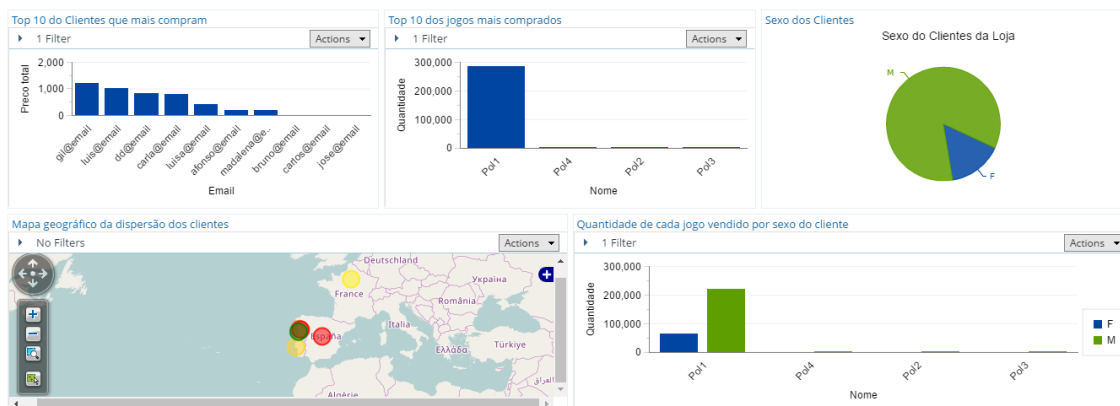 Top 10 do Clientes que mais compram
1 Filter
Actions
2,000
1,000
0
Preco total
gil@email
luis@email
dd@email
carla@email
luisa@email
afonso@email
madalena@e..
bruno@email
carlos@email
jose@email
Email
Top 10 dos jogos mais comprados
1 Filter
Actions
300,000
200,000
100,000
0
Quantidade
Pol1
Pol4
Pol2
Pol3
Nome
Sexo dos Clientes
Sexo do Clientes da Loja
M
F
Mapa geográfico da dispersão dos clientes
No Filters
Actions
Deutschland
Україна
France
România
Italia
España
Ελλάδα
Türkiye
Algérie
العراق
Quantidade de cada jogo vendido por sexo do cliente
1 Filter
Actions
300,000
200,000
100,000
0
Quantidade
Pol1
Pol4
Pol2
Pol3
Nome
F
M